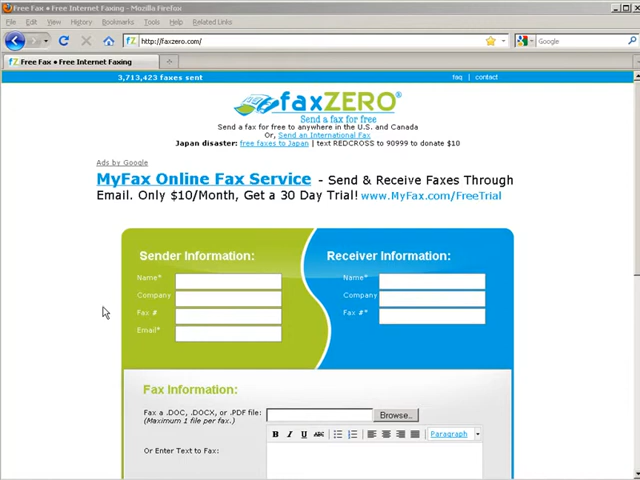 Free Fax • Free Internet Faxing - Mozilla Firefox
File Edit View History Bookmarks Tools Help Related Links
http://faxzero.com/
Google
Free Fax • Free Internet Faxing
3,713,423 faxes sent
faq | contact
faxZERO®
Send a fax for free
Send a fax for free to anywhere in the U.S. and Canada
Or, Send an International Fax
Japan disaster: free faxes to Japan | text REDCROSS to 90999 to donate $10
Ads by Google
MyFax Online Fax Service - Send & Receive Faxes Through
Email. Only $10/Month, Get a 30 Day Trial! www.MyFax.com/FreeTrial
Sender Information: Receiver Information:
Name* Name*
Company Company
Fax # Fax #*
Email*
Fax Information:
Fax a .DOC, .DOCX, or .PDF file: Browse..
(Maximum 1 file per fax.)
B I U ABC Paragraph
Or Enter Text to Fax: